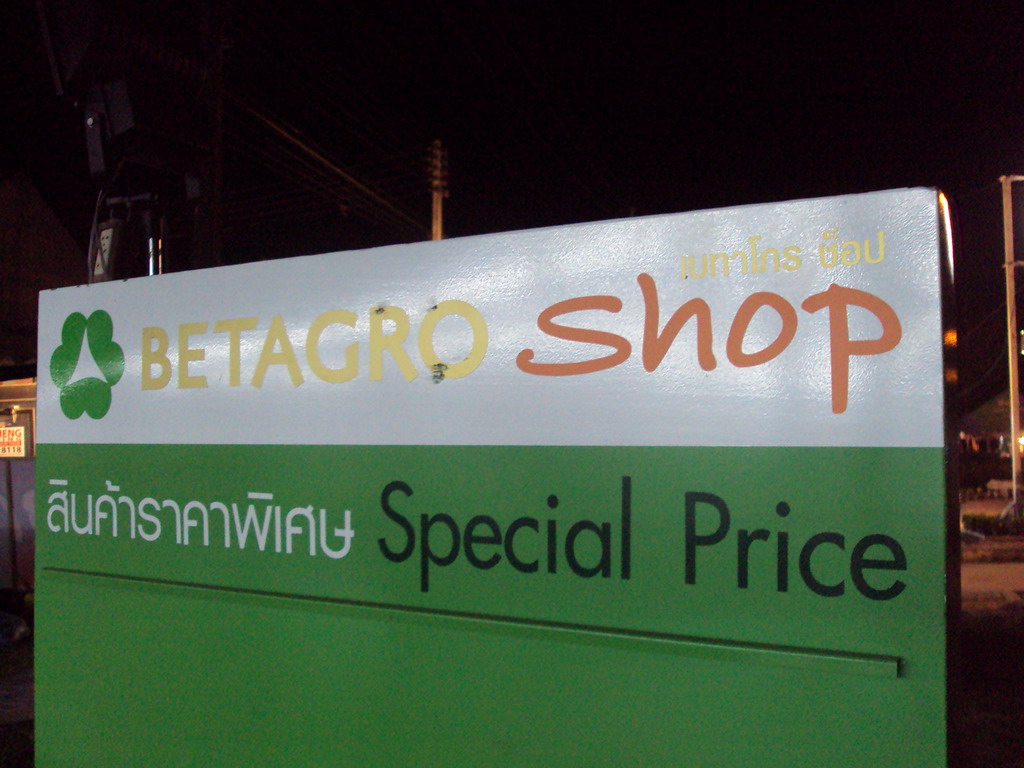 เบทาโกร ช็อป
BETAGRO shop
สินค้าราคาพิเศษ Special Price
8118